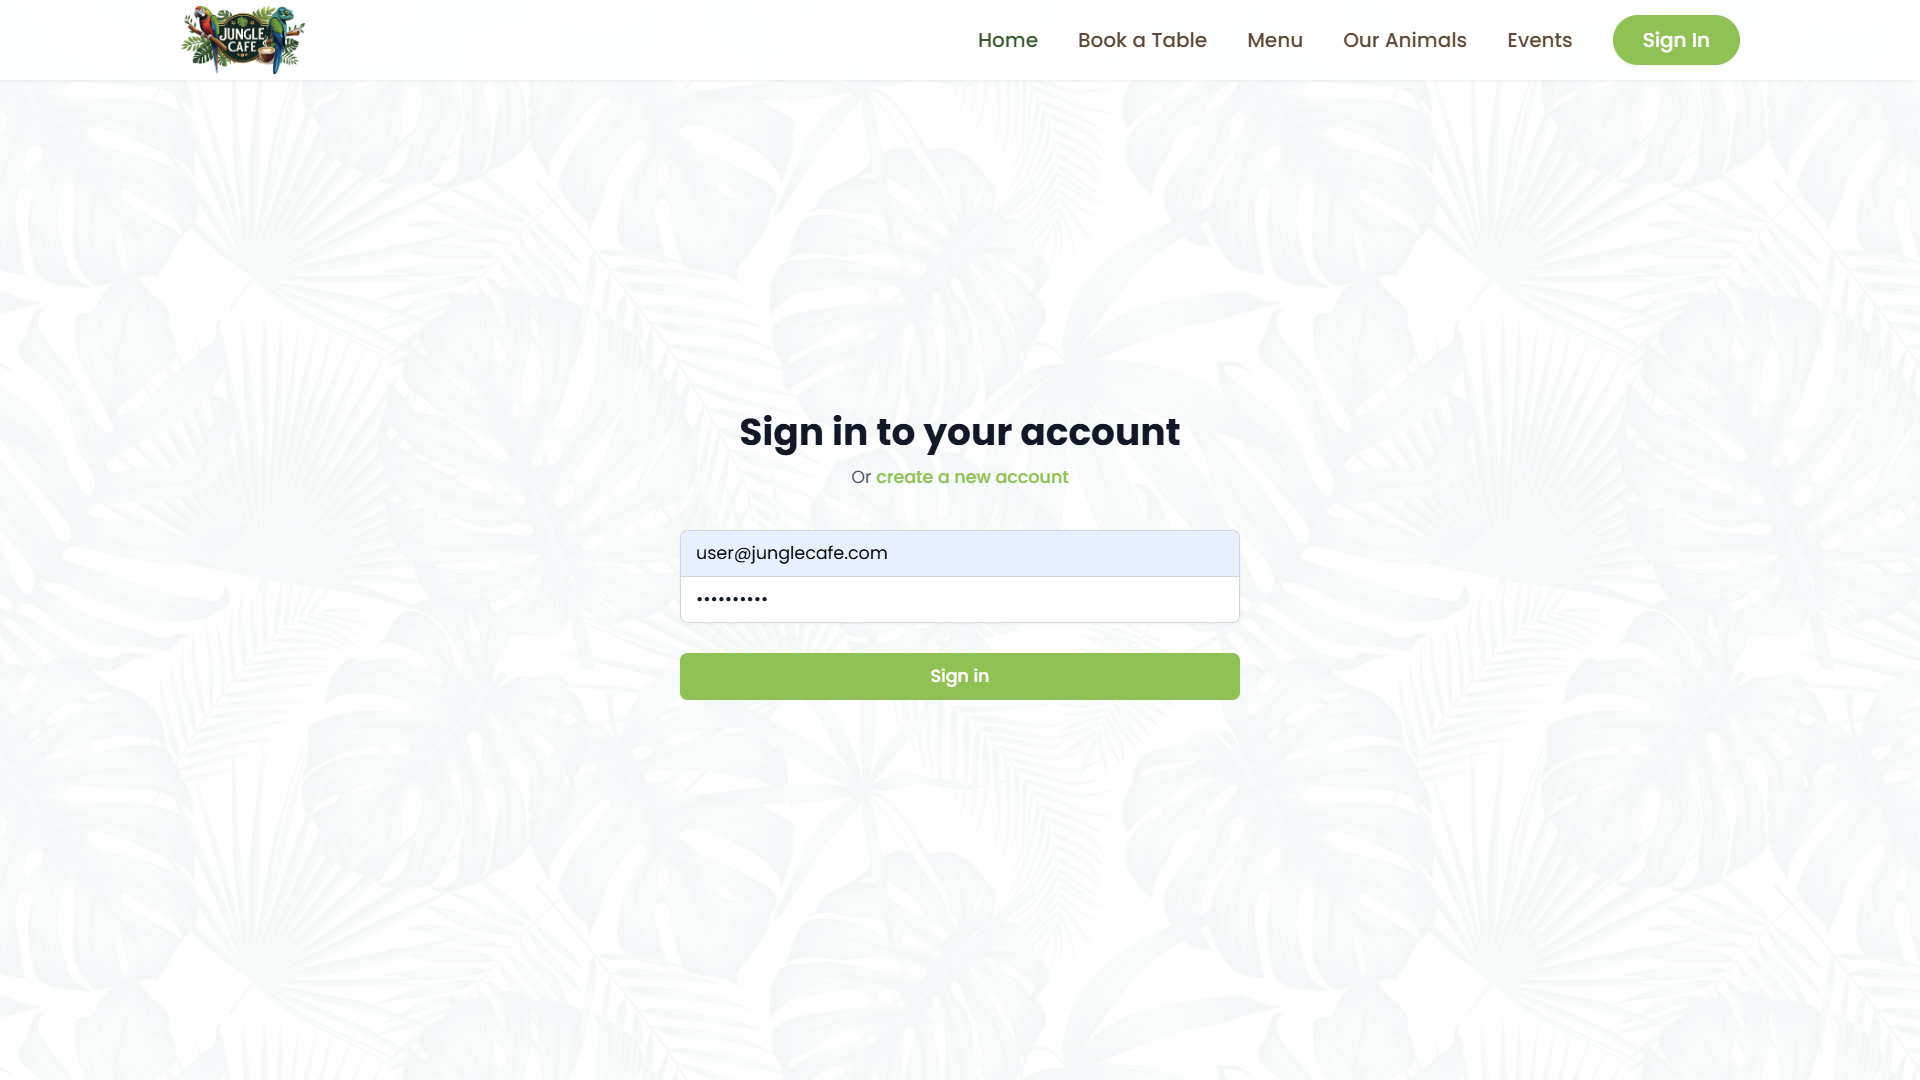 JUNGLE
CAFE
Home
Book a Table
Menu
Our Animals
Events
Sign In
Sign in to your account
Or create a new account
user@junglecafe.com
••••••••••
Sign in